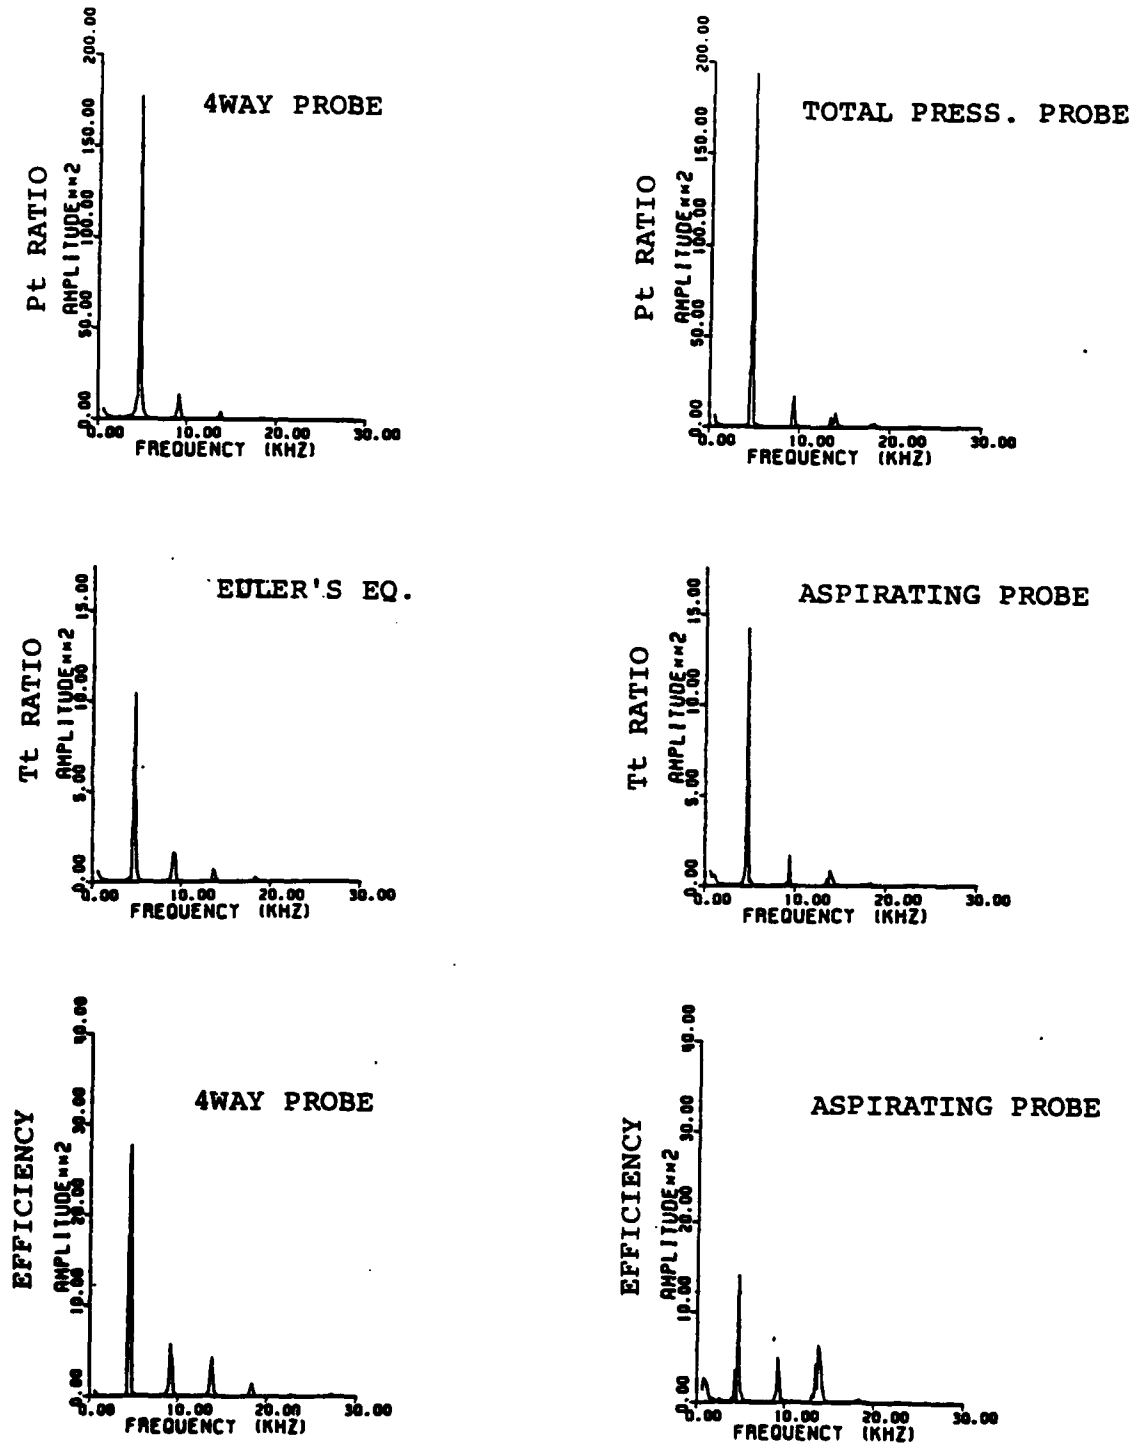 4WAY PROBE
Pt RATIO
AMPLITUDE**2
0.00 50.00 100.00 150.00 200.00
0.00 10.00 20.00 30.00
FREQUENCY (KHZ)
TOTAL PRESS. PROBE
Pt RATIO
AMPLITUDE**2
0.00 50.00 100.00 150.00 200.00
0.00 10.00 20.00 30.00
FREQUENCY (KHZ)
EULER'S EQ.
Tt RATIO
AMPLITUDE**2
0.00 5.00 10.00 15.00
0.00 10.00 20.00 30.00
FREQUENCY (KHZ)
ASPIRATING PROBE
Tt RATIO
AMPLITUDE**2
0.00 5.00 10.00 15.00
0.00 10.00 20.00 30.00
FREQUENCY (KHZ)
4WAY PROBE
EFFICIENCY
AMPLITUDE**2
0.00 10.00 20.00 30.00 40.00
0.00 10.00 20.00 30.00
FREQUENCY (KHZ)
ASPIRATING PROBE
EFFICIENCY
AMPLITUDE**2
0.00 10.00 20.00 30.00 40.00
0.00 10.00 20.00 30.00
FREQUENCY (KHZ)